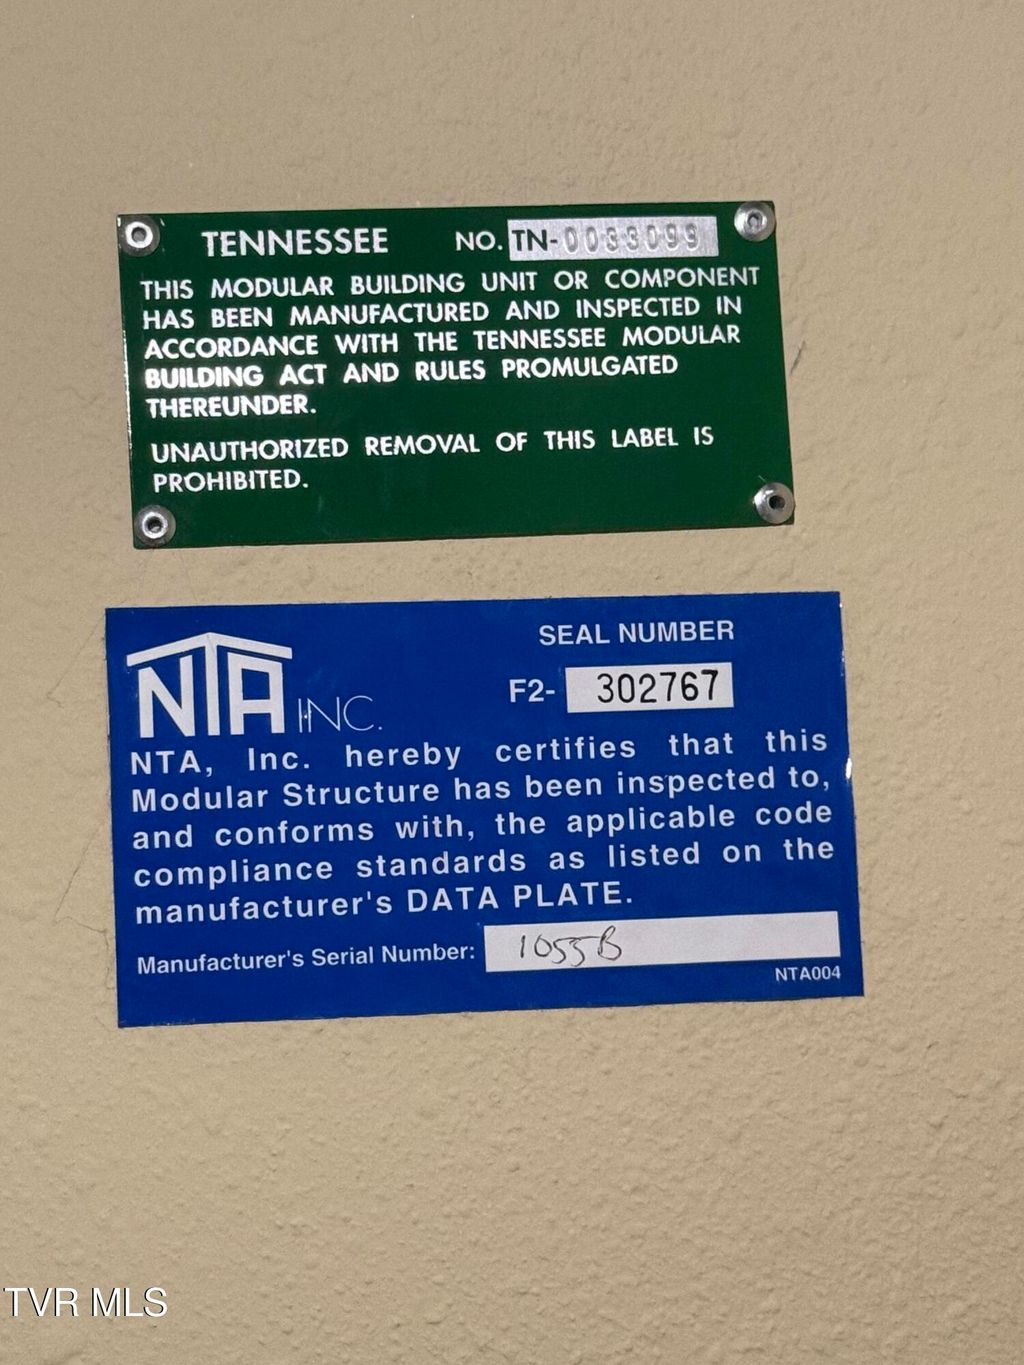 TENNESSEE NO. TN-0033099
THIS MODULAR BUILDING UNIT OR COMPONENT
HAS BEEN MANUFACTURED AND INSPECTED IN
ACCORDANCE WITH THE TENNESSEE MODULAR
BUILDING ACT AND RULES PROMULGATED
THEREUNDER.
UNAUTHORIZED REMOVAL OF THIS LABEL IS
PROHIBITED.
SEAL NUMBER
NTA INC. F2- 302767
NTA, Inc. hereby certifies that this
Modular Structure has been inspected to,
and conforms with, the applicable code
compliance standards as listed on the
manufacturer's DATA PLATE.
Manufacturer's Serial Number: 1055B
NTA004
TVR MLS